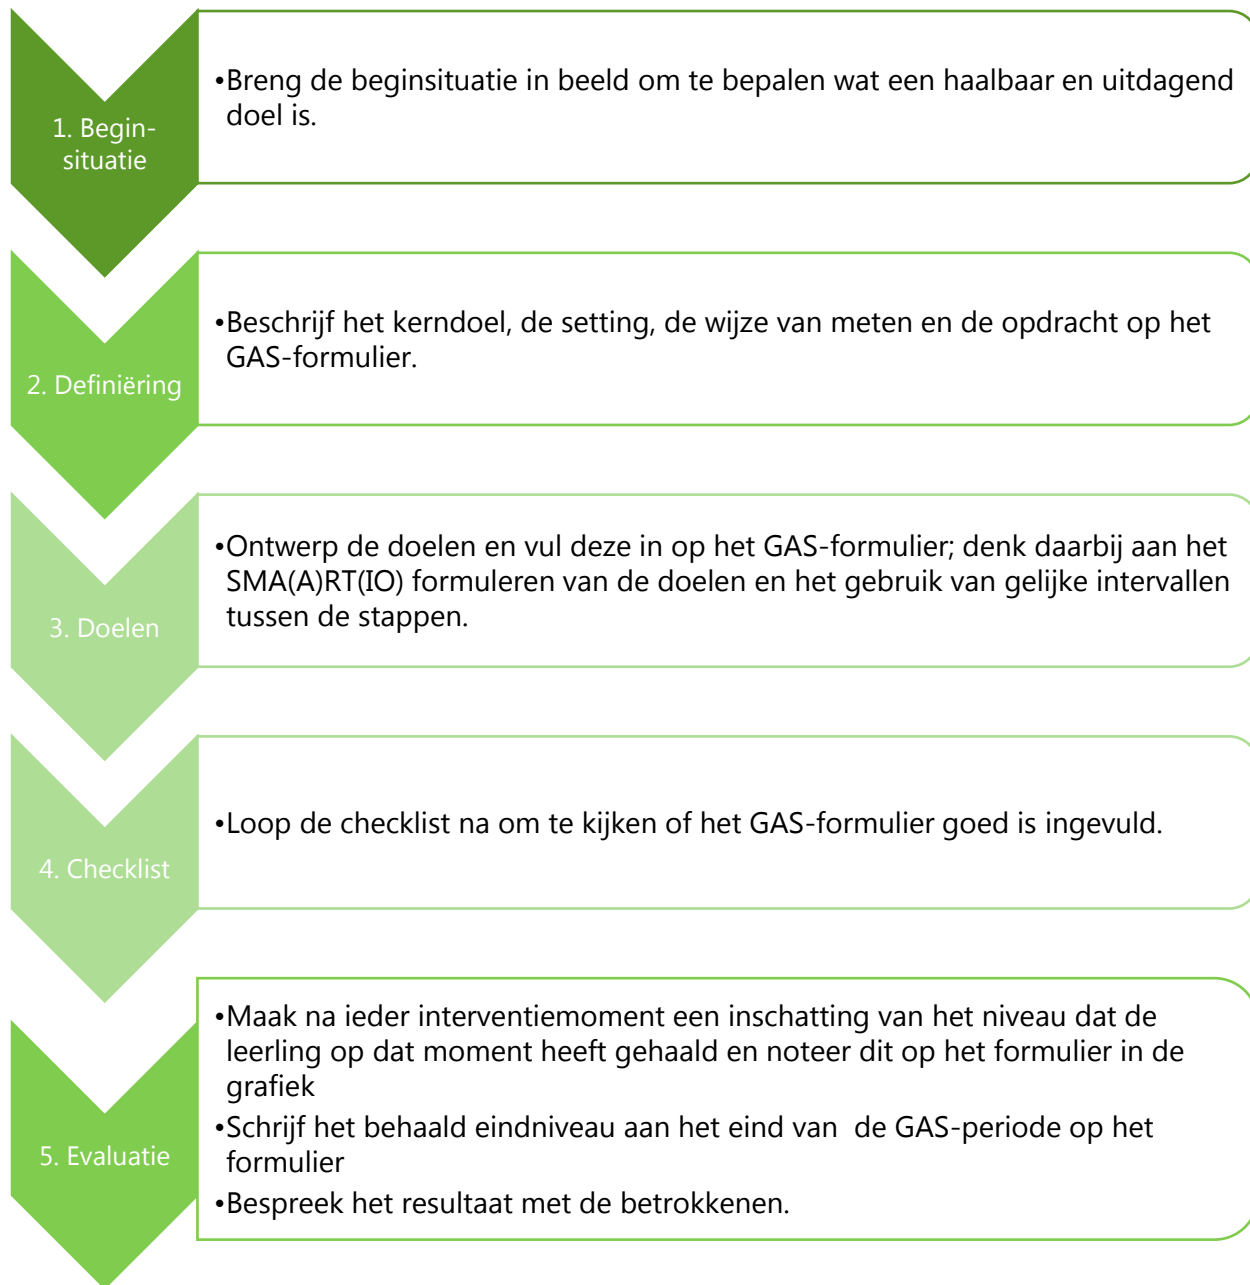 1. Begin-
situatie
•Breng de beginsituatie in beeld om te bepalen wat een haalbaar en uitdagend
doel is.
2. Definiëring
•Beschrijf het kerndoel, de setting, de wijze van meten en de opdracht op het
GAS-formulier.
3. Doelen
•Ontwerp de doelen en vul deze in op het GAS-formulier; denk daarbij aan het
SMA(A)RT(IO) formuleren van de doelen en het gebruik van gelijke intervallen
tussen de stappen.
4. Checklist
•Loop de checklist na om te kijken of het GAS-formulier goed is ingevuld.
5. Evaluatie
•Maak na ieder interventiemoment een inschatting van het niveau dat de
leerling op dat moment heeft gehaald en noteer dit op het formulier in de
grafiek
•Schrijf het behaald eindniveau aan het eind van  de GAS-periode op het
formulier
•Bespreek het resultaat met de betrokkenen.